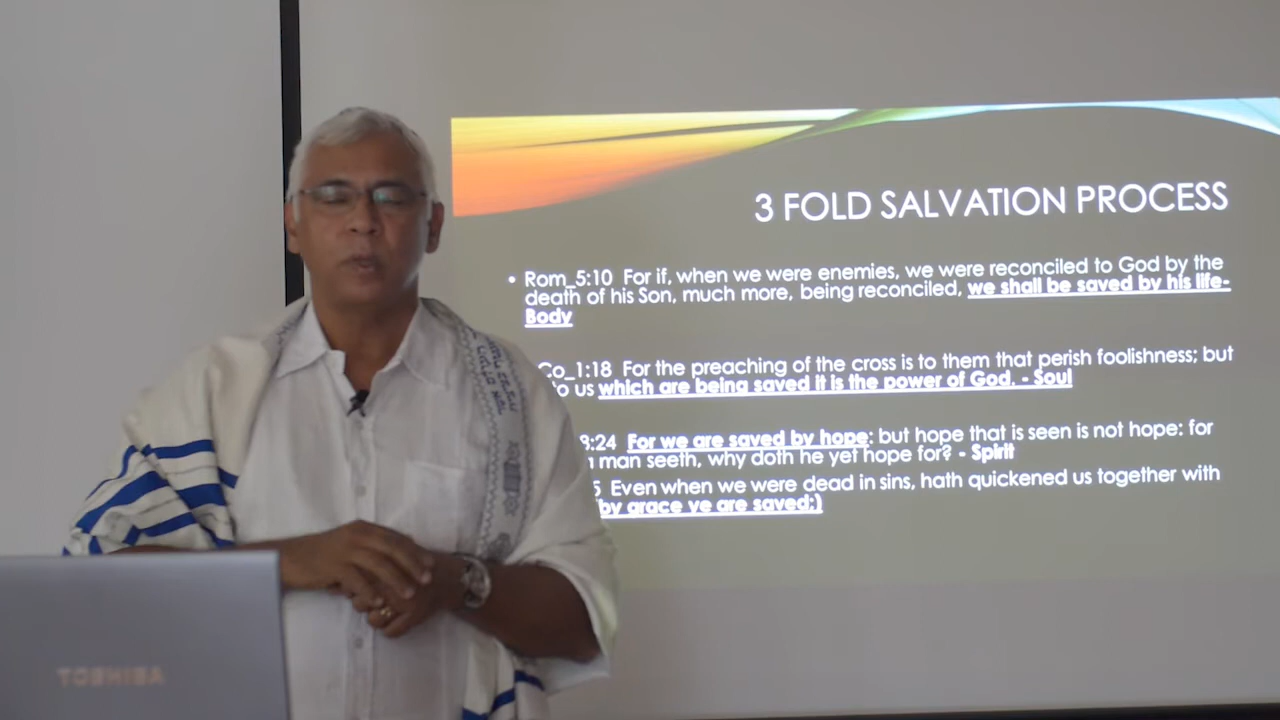 3 FOLD SALVATION PROCESS
• Rom_5:10 For if, when we were enemies, we were reconciled to God by the
death of his Son, much more, being reconciled, we shall be saved by his life-
Body
Co_1:18 For the preaching of the cross is to them that perish foolishness; but
to us which are being saved it is the power of God. - Soul
8:24 For we are saved by hope: but hope that is seen is not hope: for
man seeth, why doth he yet hope for? - Spirit
5 Even when we were dead in sins, hath quickened us together with
(by grace ye are saved;)
TOSHIBA